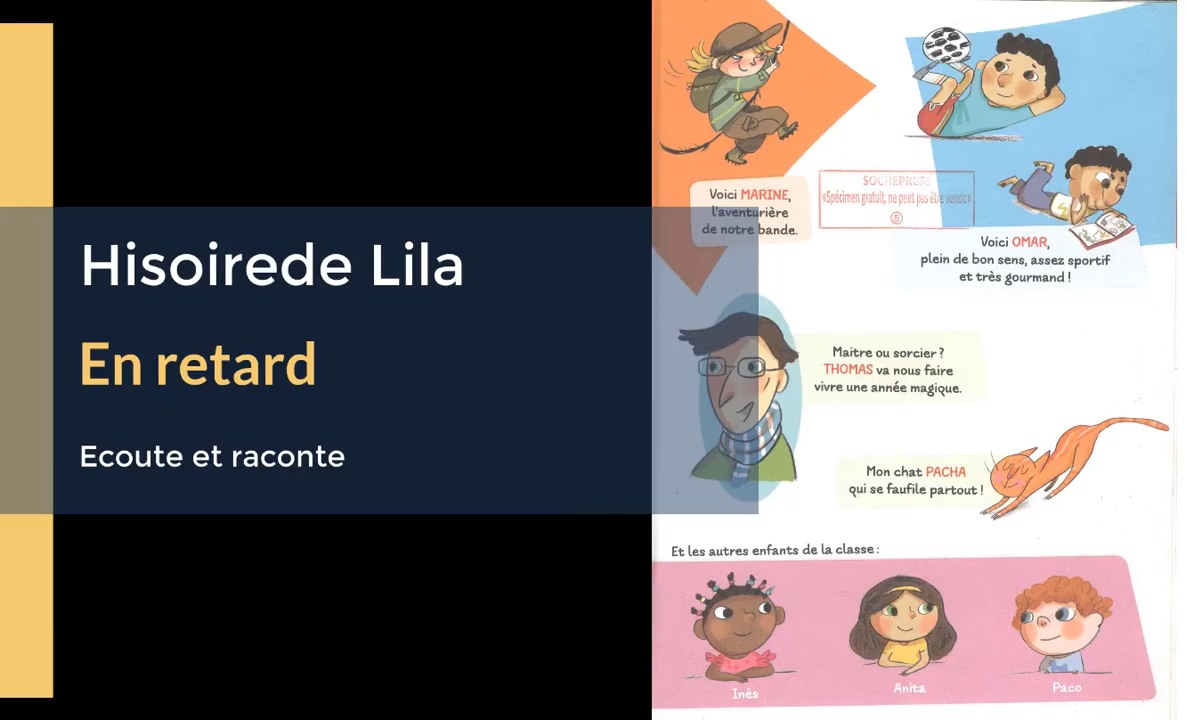 Hisoirede Lila
En retard
Ecoute et raconte
Voici MARINE,
l'aventurière
de notre bande.
SOCHEPRESS
«Spécimen gratuit, ne peut pas être vendu».
5
Voici OMAR,
plein de bon sens, assez sportif
et très gourmand !
Maitre ou sorcier ?
THOMAS va nous faire
vivre une année magique.
Mon chat PACHA
qui se faufile partout !
Et les autres enfants de la classe :
Inès
Anita
Paco